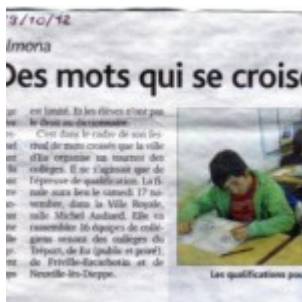 /10/12
lmona
Des mots qui se croise
est limité. Et les élèves n'ont pas
le droit au dictionnaire.
C'est dans le cadre de son fes-
tival de mots croisés que la ville
d'Eu organise un tournoi des
collèges. Il ne s'agissait que de
l'épreuve de qualification. La fi-
nale aura lieu le samedi 17 no-
vembre, dans la Ville Royale,
salle Michel Audiard. Elle va
rassembler 16 équipes de collé-
giens venant des collèges du
Tréport, de Eu (public et privé),
de Friville-Escarbotin et de
Neuville-lès-Dieppe.
Les qualifications pou